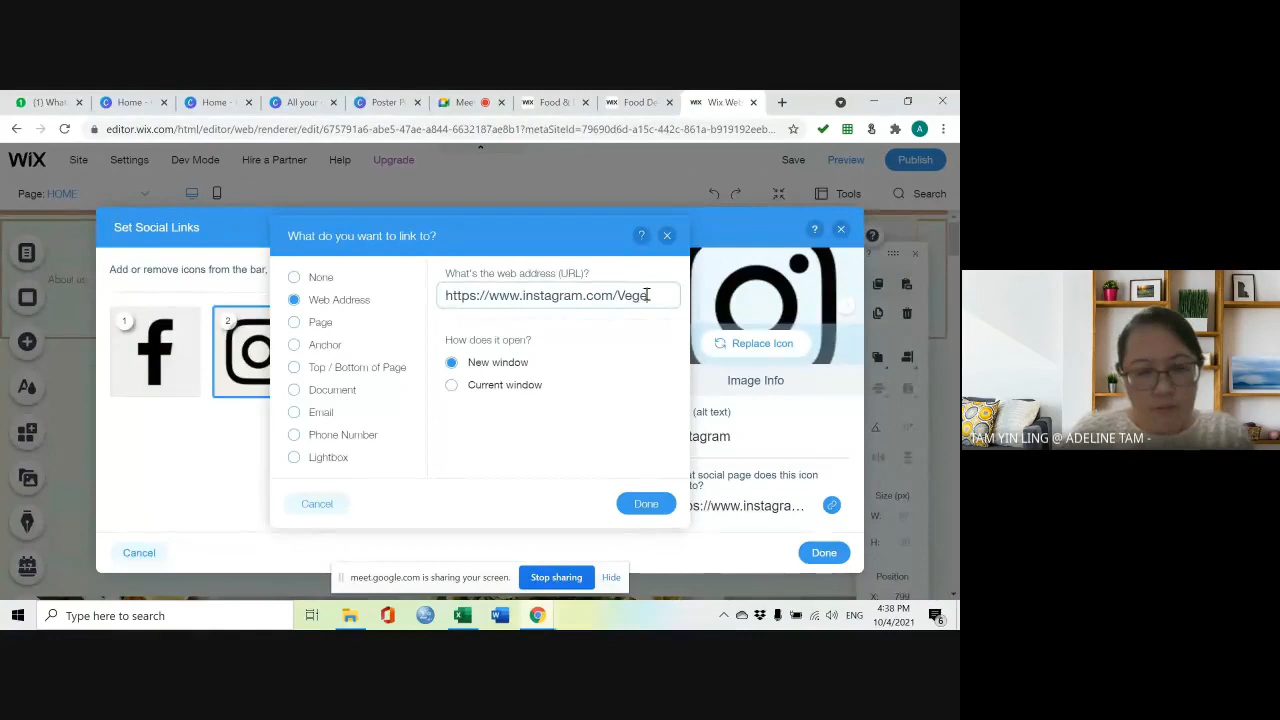 (1) What
Home -
Home -
All your
Poster P
Mee
Food &
Food De
Wix Web
editor.wix.com/html/editor/web/renderer/edit/675791a6-abe5-47ae-a844-6632187ae8b1?metaSiteId=79690d6d-a15c-442c-861a-b919192eeb...
WiX Site Settings Dev Mode Hire a Partner Help Upgrade Save Preview Publish
Page: HOME Tools Search
About us
Set Social Links
Add or remove icons from the bar,
1
2
What do you want to link to?
None
Web Address
Page
Anchor
Top / Bottom of Page
Document
Email
Phone Number
Lightbox
What's the web address (URL)?
https://www.instagram.com/Vege
How does it open?
New window
Current window
Cancel Done
Replace Icon
Image Info
(alt text)
tagram
at social page does this icon
to?
ps://www.instagra...
Cancel Done
Size (px)
W:
H:
Position
X: 799
meet.google.com is sharing your screen. Stop sharing Hide
Type here to search
ENG
4:38 PM
10/4/2021
6
TAM YIN LING @ ADELINE TAM -